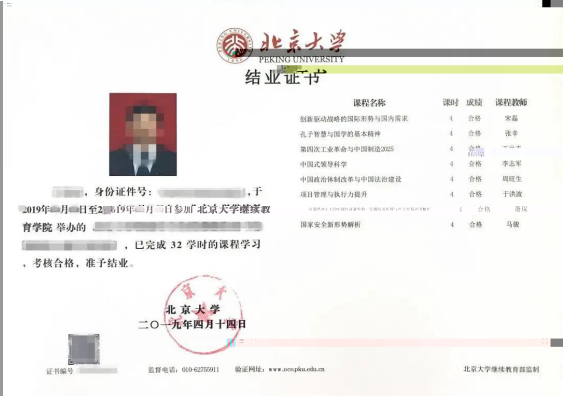 北京大学
PEKING UNIVERSITY
结业证书
，身份证件号： ，于
2019年 月 日至2019年 月 日参加"北京大学继续教
育学院 举办的
，已完成 32 学时的课程学习
，考核合格，准予结业。
北京大学
二〇一九年四月十四日
课程名称 课时 成绩 课程教师
创新驱动战略的国际形势与国内需求 4 合格 宋磊
孔子智慧与国学的基本精神 4 合格 张幸
第四次工业革命与中国制造2025 4 合格
中国式领导科学 4 合格 李志军
中国政治体制改革与中国法治建设 4 合格 周旺生
项目管理与执行力提升 4 合格 于洪波
4 合格
国家安全新形势解析 4 合格 马骏
证书编号
监督电话：010-62755911 验证网址：www.oceopku.edu.cn
北京大学继续教育部监制